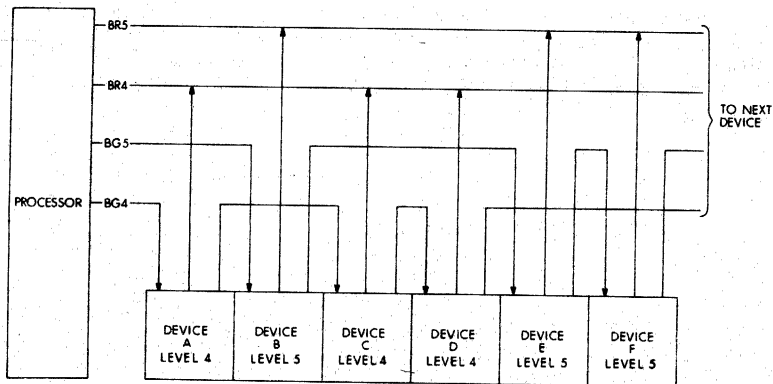 BR5
BR4
BG5
BG4
PROCESSOR
TO NEXT
DEVICE
DEVICE
A
LEVEL 4
DEVICE
B
LEVEL 5
DEVICE
C
LEVEL 4
DEVICE
D
LEVEL 4
DEVICE
E
LEVEL 5
DEVICE
F
LEVEL 5